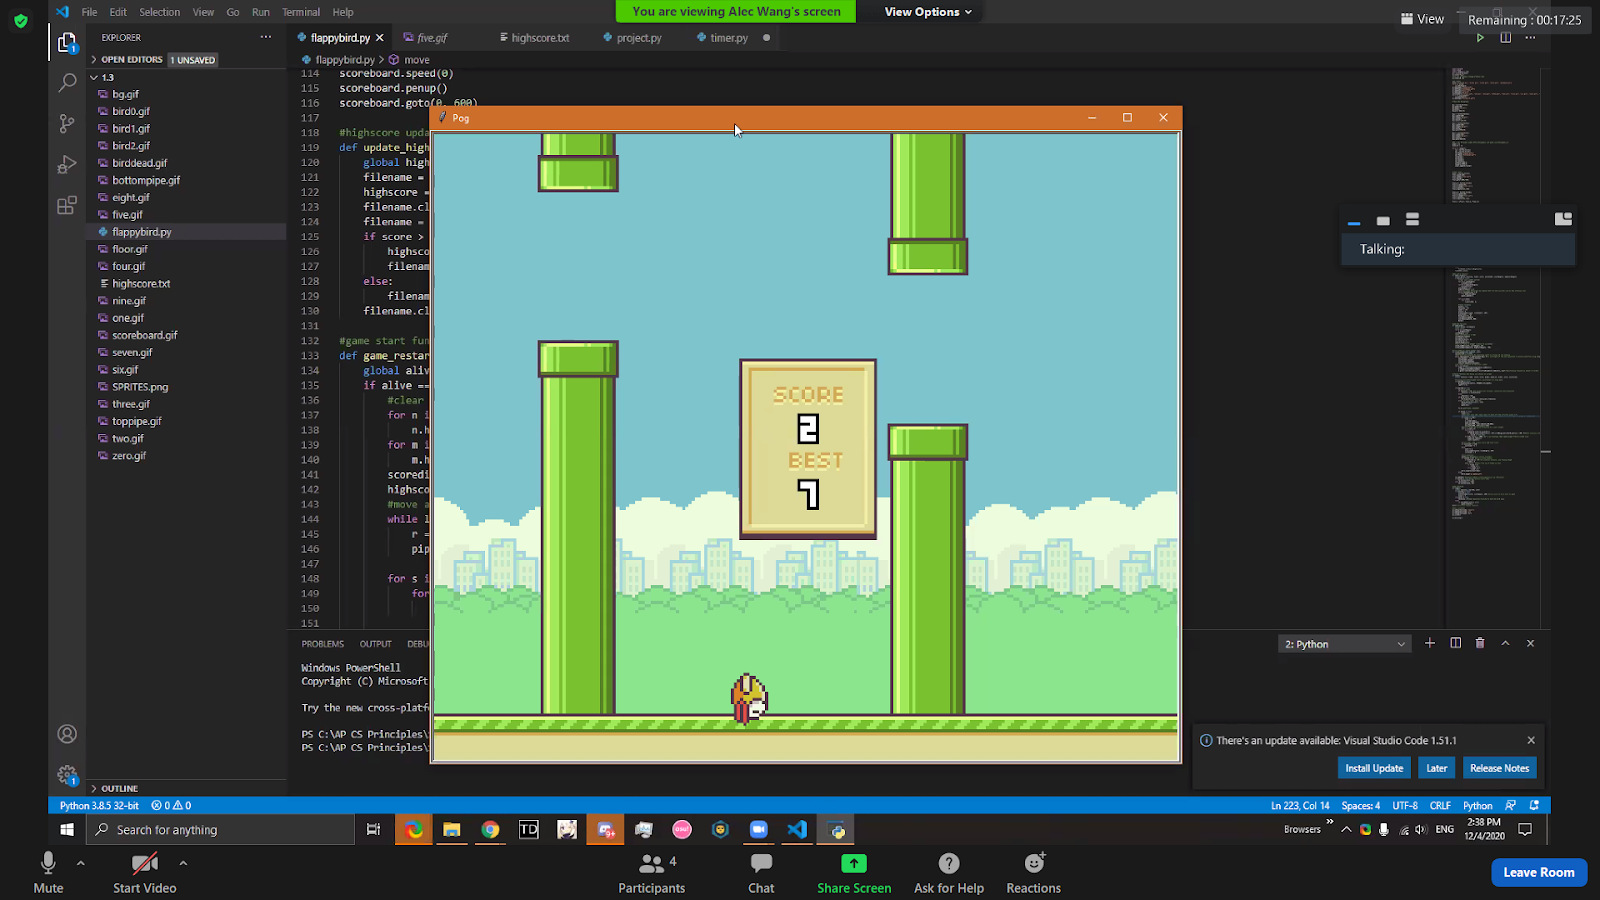 File Edit Selection View Go Run Terminal Help
You are viewing Alec Wang's screen
View Options
View
Remaining : 00:17:25
EXPLORER
OPEN EDITORS 1 UNSAVED
1.3
bg.gif
bird0.gif
bird1.gif
bird2.gif
birddead.gif
bottompipe.gif
eight.gif
five.gif
flappybird.py
floor.gif
four.gif
highscore.txt
nine.gif
one.gif
scoreboard.gif
seven.gif
six.gif
SPRITES.png
three.gif
toppipe.gif
two.gif
zero.gif
OUTLINE
flappybird.py five.gif highscore.txt project.py timer.py
flappybird.py > move
114 scoreboard.speed(0)
115 scoreboard.penup()
116 scoreboard.goto(0, 600)
117
118 #highscore upda
119 def update_high
120 global high
121 filename =
122 highscore =
123 filename.cl
124 filename =
125 if score >
126 highsco
127 filenam
128 else:
129 filenam
130 filename.cl
131
132 #game start fun
133 def game_restar
134 global aliv
135 if alive ==
136 #clear
137 for n i
138 n.h
139 for m i
140 m.h
141 scoredi
142 highsco
143 #move a
144 while l
145 r =
146 pip
147
148 for s i
149 for
150
151
Pog
SCORE
2
BEST
7
Talking:
PROBLEMS OUTPUT DEBU
2: Python
Windows PowerShell
Copyright (C) Microsoft
Try the new cross-platf
PS C:\AP CS Principles\
PS C:\AP CS Principles\
There's an update available: Visual Studio Code 1.51.1
Install Update Later Release Notes
Python 3.8.5 32-bit 0 0
Ln 223, Col 14 Spaces: 4 UTF-8 CRLF Python
Search for anything
TD
Browsers
ENG
2:38 PM
12/4/2020
Mute
Start Video
Participants 4
Chat
Share Screen
Ask for Help
Reactions
Leave Room